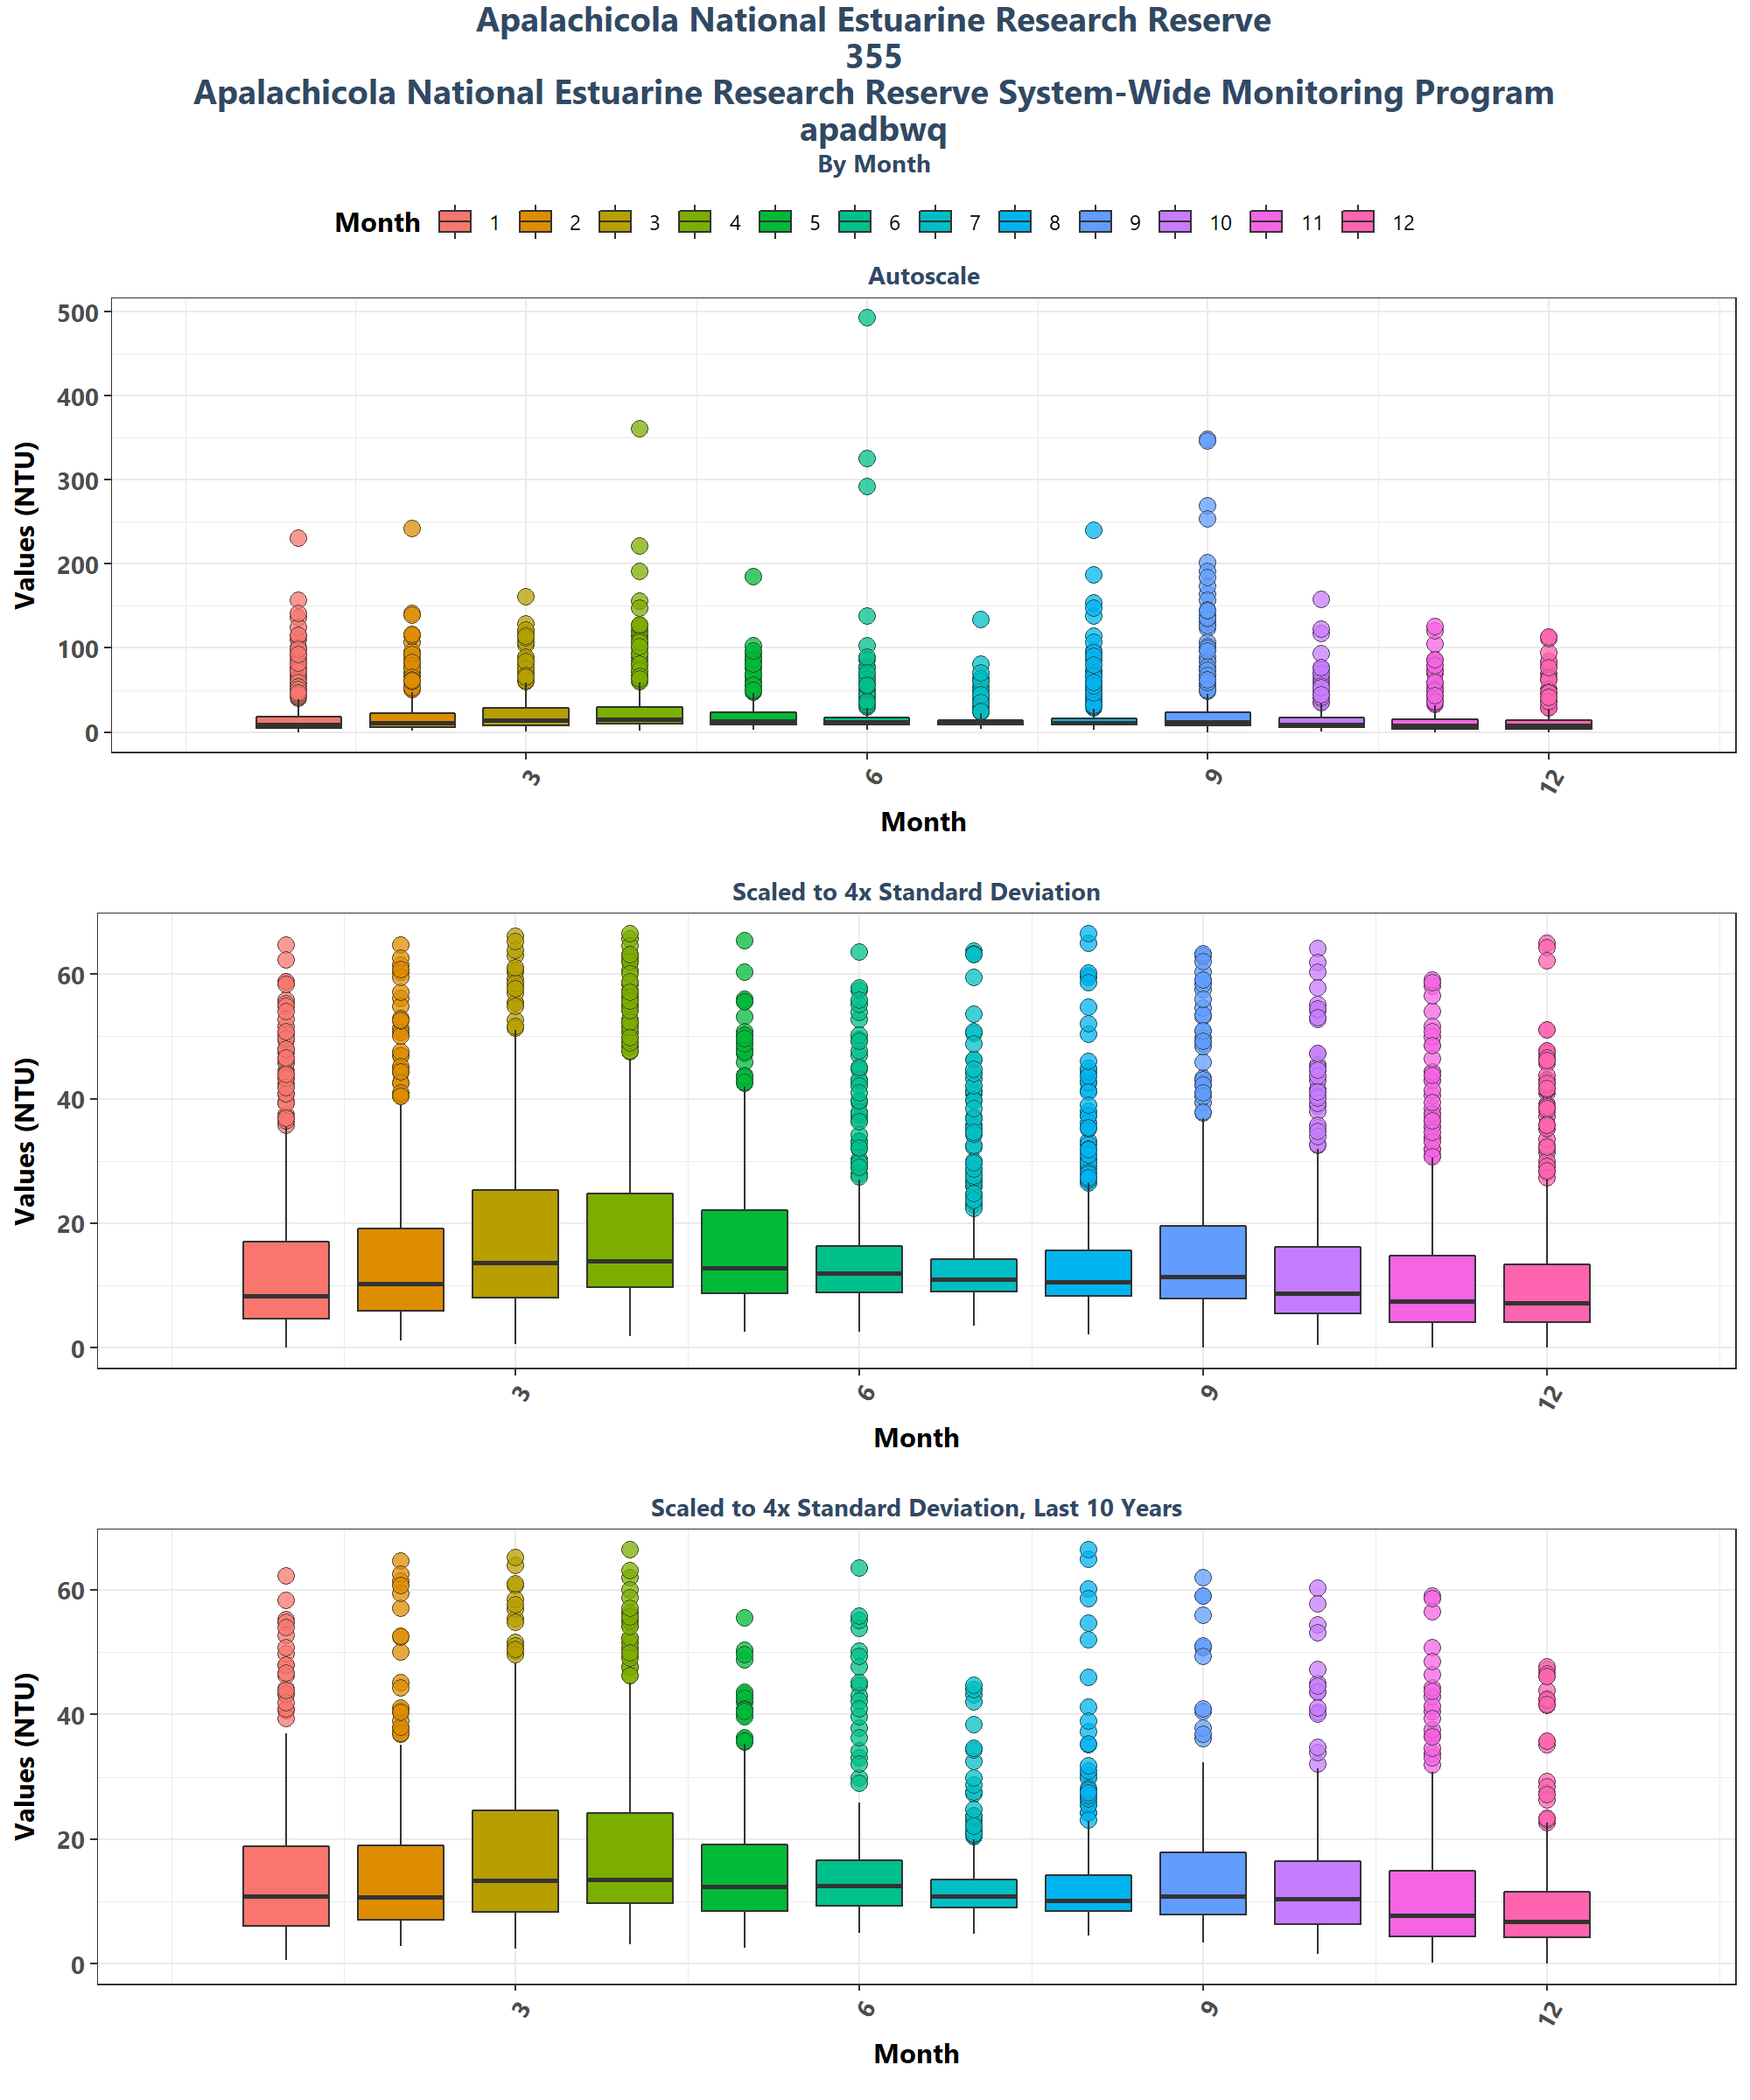 Apalachicola National Estuarine Research Reserve
355
Apalachicola National Estuarine Research Reserve System-Wide Monitoring Program
apadbwq
By Month
Month 1 2 3 4 5 6 7 8 9 10 11 12
Autoscale
Values (NTU)
500
400
300
200
100
0
3 6 9 12
Month
Scaled to 4x Standard Deviation
Values (NTU)
60
40
20
0
3 6 9 12
Month
Scaled to 4x Standard Deviation, Last 10 Years
Values (NTU)
60
40
20
0
3 6 9 12
Month